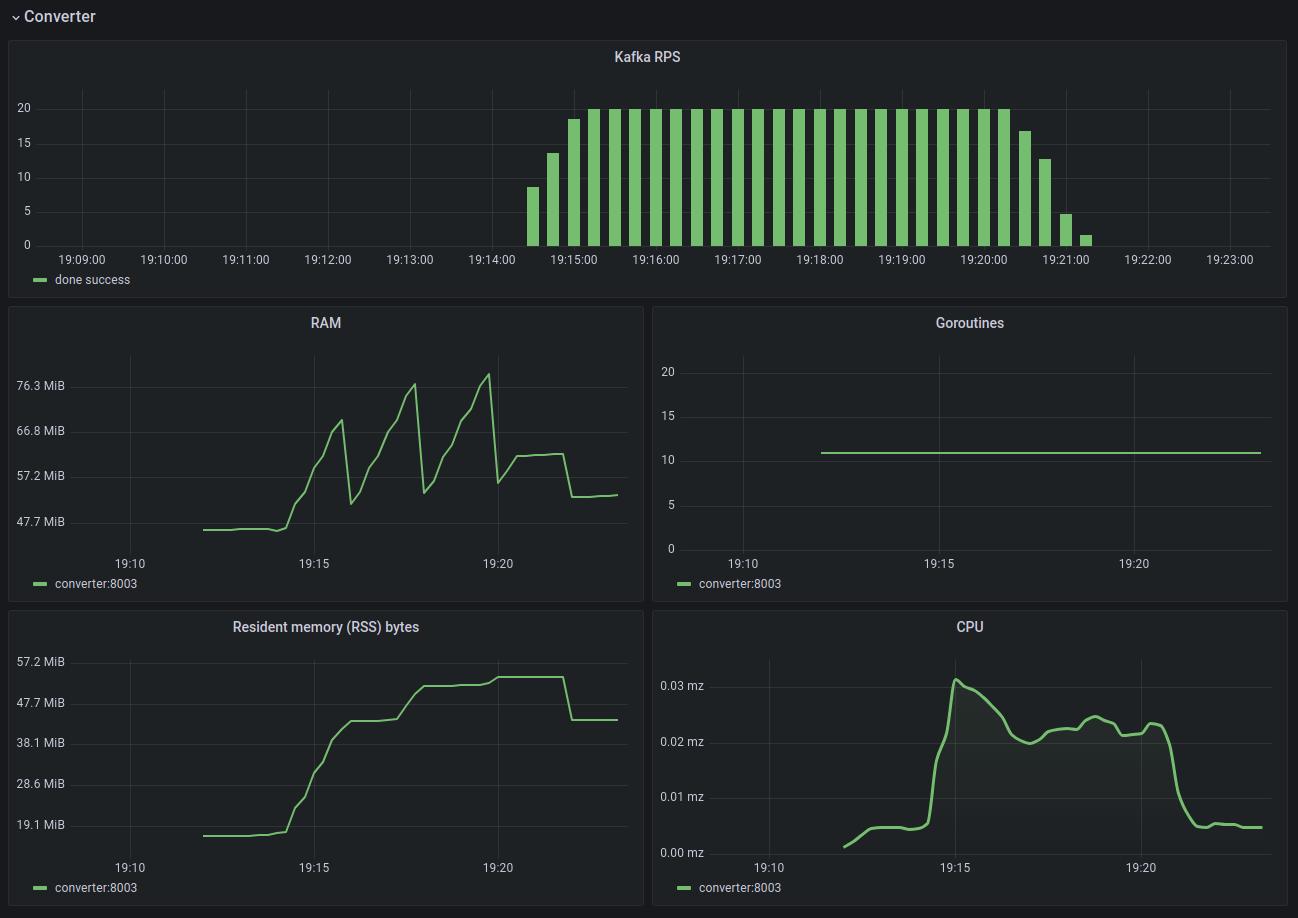 Converter
Kafka RPS
20
15
10
5
0
19:09:00 19:10:00 19:11:00 19:12:00 19:13:00 19:14:00 19:15:00 19:16:00 19:17:00 19:18:00 19:19:00 19:20:00 19:21:00 19:22:00 19:23:00
done success
RAM
76.3 MiB
66.8 MiB
57.2 MiB
47.7 MiB
19:10 19:15 19:20
converter:8003
Goroutines
20
15
10
5
0
19:10 19:15 19:20
converter:8003
Resident memory (RSS) bytes
57.2 MiB
47.7 MiB
38.1 MiB
28.6 MiB
19.1 MiB
19:10 19:15 19:20
converter:8003
CPU
0.03 mz
0.02 mz
0.01 mz
0.00 mz
19:10 19:15 19:20
converter:8003